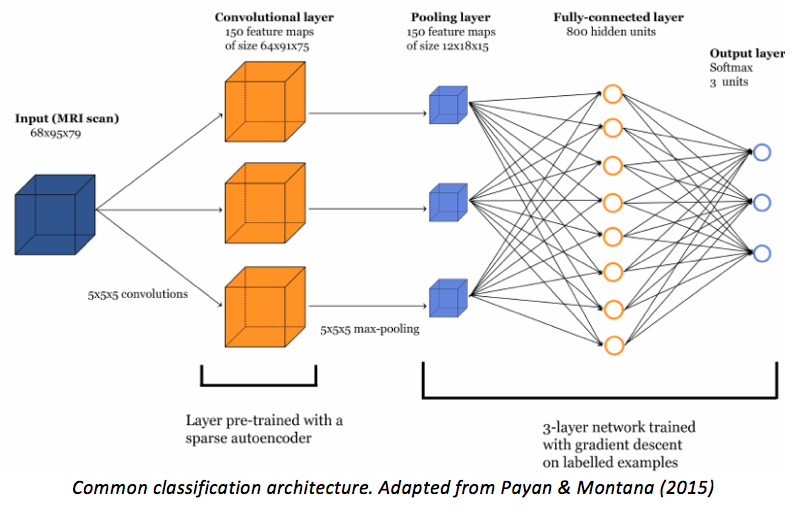 Convolutional layer
150 feature maps
of size 64x91x75
Pooling layer
150 feature maps
of size 12x18x15
Fully-connected layer
800 hidden units
Output layer
Softmax
3 units
Input (MRI scan)
68x95x79
5x5x5 convolutions
5x5x5 max-pooling
Layer pre-trained with a
sparse autoencoder
3-layer network trained
with gradient descent
on labelled examples
Common classification architecture. Adapted from Payan & Montana (2015)